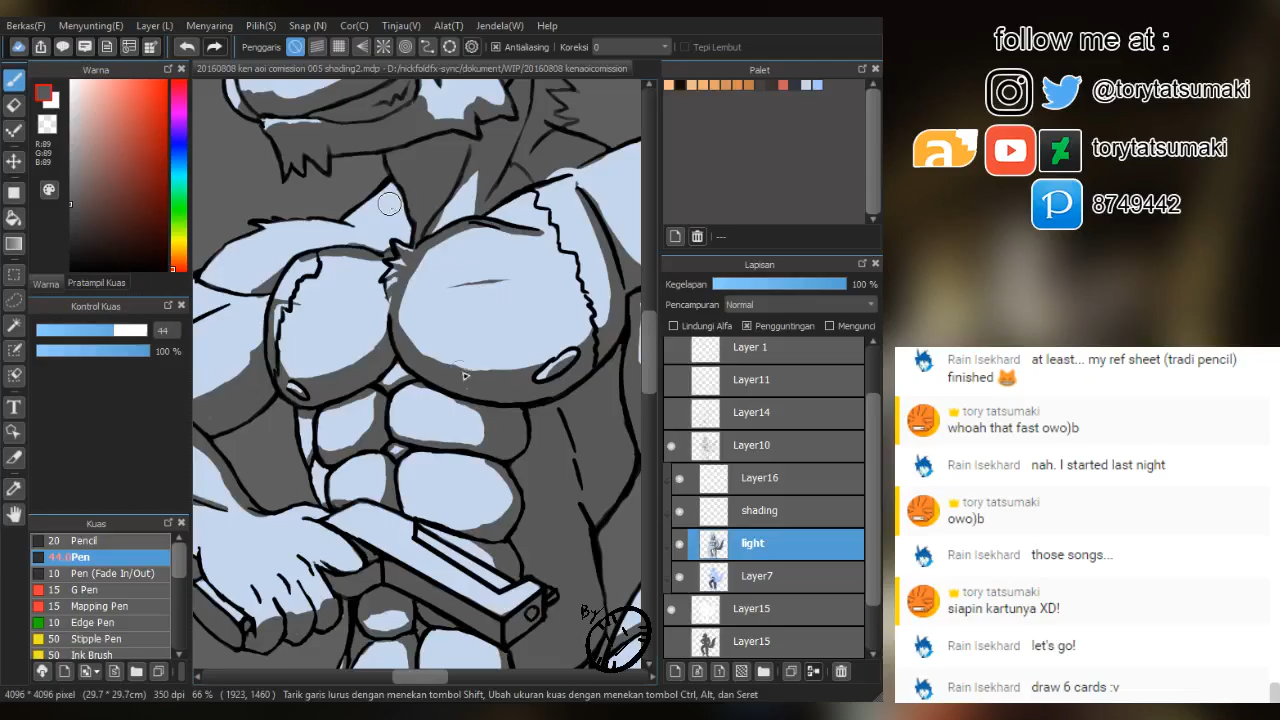 Berkas(F) Menyunting(E) Layer (L) Menyaring Pilih(S) Snap (N) Cor(C) Tinjau(V) Alat(T) Jendela(W) Help
Penggaris Antialiasing Koreksi 0 Tepi Lembut
Warna
R:89
G:89
B:89
Warna Pratampil Kuas
Kontrol Kuas
44
100 %
Kuas
20 Pencil
44.0 Pen
10 Pen (Fade In/Out)
15 G Pen
15 Mapping Pen
10 Edge Pen
50 Stipple Pen
50 Ink Brush
20160808 ken aoi comission 005 shading2.mdp - D:/nickfoldfx-sync/dokument/WIP/20160808 kenaoicomission
By
Palet
---
Lapisan
Kegelapan 100 %
Pencampuran Normal
Lindungi Alfa Pengguntingan Mengunci
Layer 1
Layer11
Layer14
Layer10
Layer16
shading
light
Layer7
Layer15
Layer15
4096 * 4096 pixel (29.7 * 29.7cm) 350 dpi 66 % ( 1923, 1460 ) Tarik garis lurus dengan menekan tombol Shift, Ubah ukuran kuas dengan menekan tombol Ctrl, Alt, dan Seret
follow me at :
@torytatsumaki
torytatsumaki
8749442
Rain Isekhard at least... my ref sheet (tradi pencil)
finished
tory tatsumaki
whoah that fast owo)b
Rain Isekhard nah. I started last night
tory tatsumaki
owo)b
Rain Isekhard those songs...
tory tatsumaki
siapin kartunya XD!
Rain Isekhard let's go!
Rain Isekhard draw 6 cards :v